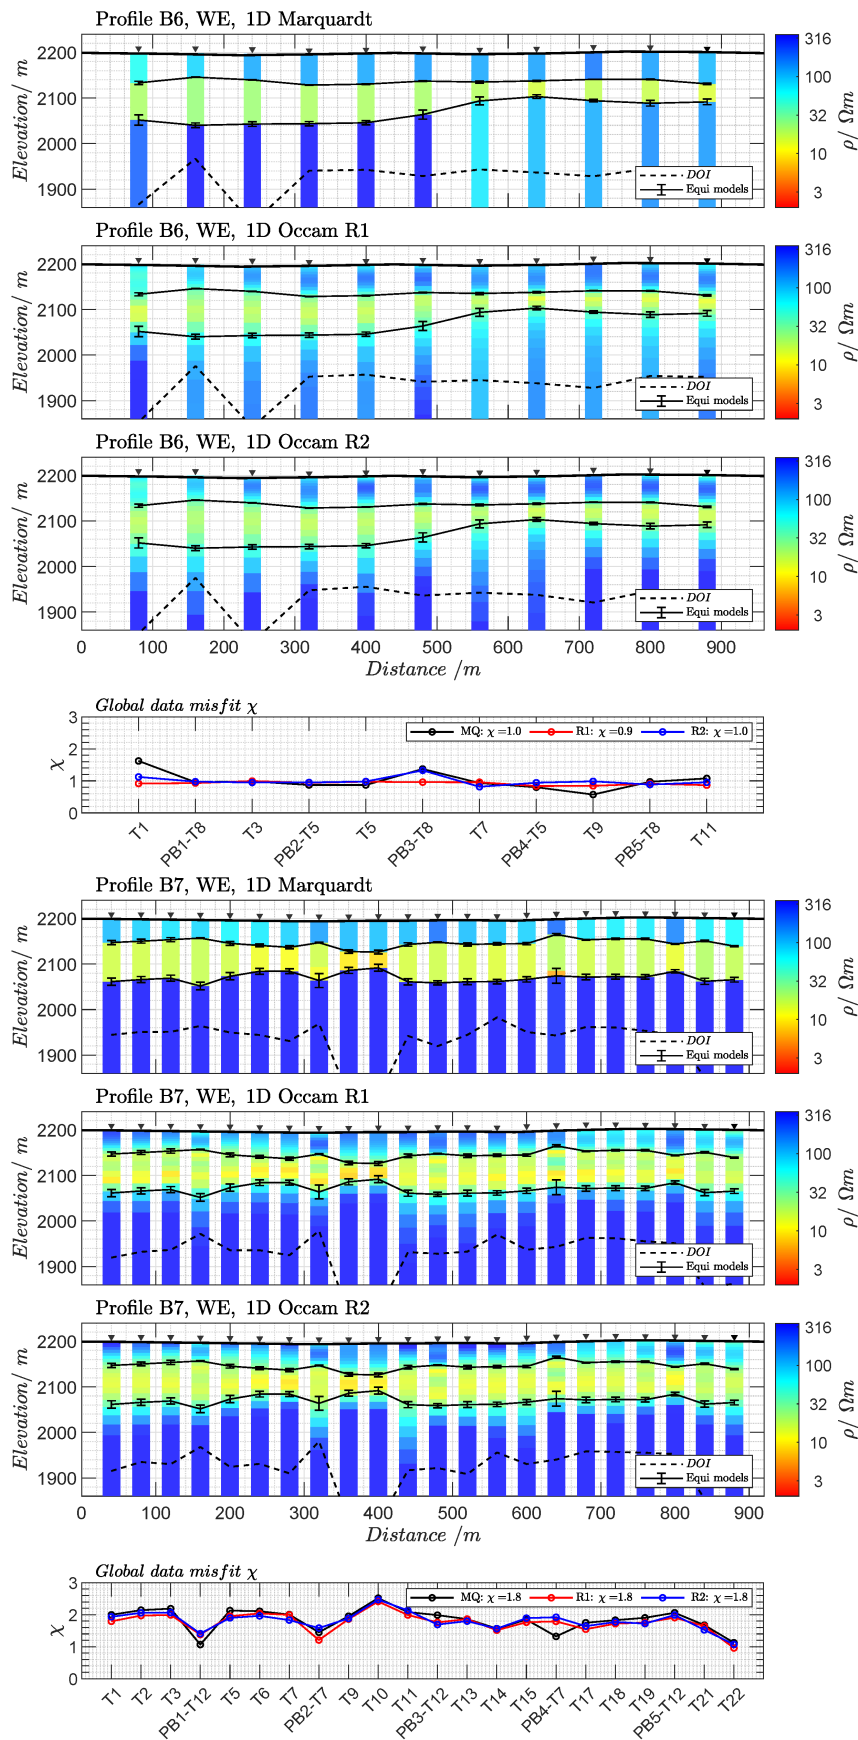 Profile B6, WE, 1D Marquardt
2200
2100
2000
1900
Elevation/ m
DOI
Equi models
316
100
32
10
3
ρ/ Ωm
Profile B6, WE, 1D Occam R1
2200
2100
2000
1900
Elevation/ m
DOI
Equi models
316
100
32
10
3
ρ/ Ωm
Profile B6, WE, 1D Occam R2
2200
2100
2000
1900
Elevation/ m
DOI
Equi models
316
100
32
10
3
ρ/ Ωm
0 100 200 300 400 500 600 700 800 900
Distance /m
Global data misfit χ
3
2
1
0
χ
MQ: χ =1.0 R1: χ =0.9 R2: χ =1.0
T1 PB1-T8 T3 PB2-T5 T5 PB3-T8 T7 PB4-T5 T9 PB5-T8 T11
Profile B7, WE, 1D Marquardt
2200
2100
2000
1900
Elevation/ m
DOI
Equi models
316
100
32
10
3
ρ/ Ωm
Profile B7, WE, 1D Occam R1
2200
2100
2000
1900
Elevation/ m
DOI
Equi models
316
100
32
10
3
ρ/ Ωm
Profile B7, WE, 1D Occam R2
2200
2100
2000
1900
Elevation/ m
DOI
Equi models
316
100
32
10
3
ρ/ Ωm
0 100 200 300 400 500 600 700 800 900
Distance /m
Global data misfit χ
3
2
1
0
χ
MQ: χ =1.8 R1: χ =1.8 R2: χ =1.8
T1 T2 T3 PB1-T12 T5 T6 T7 PB2-T7 T9 T10 T11 PB3-T12 T13 T14 T15 PB4-T7 T17 T18 T19 PB5-T12 T21 T22